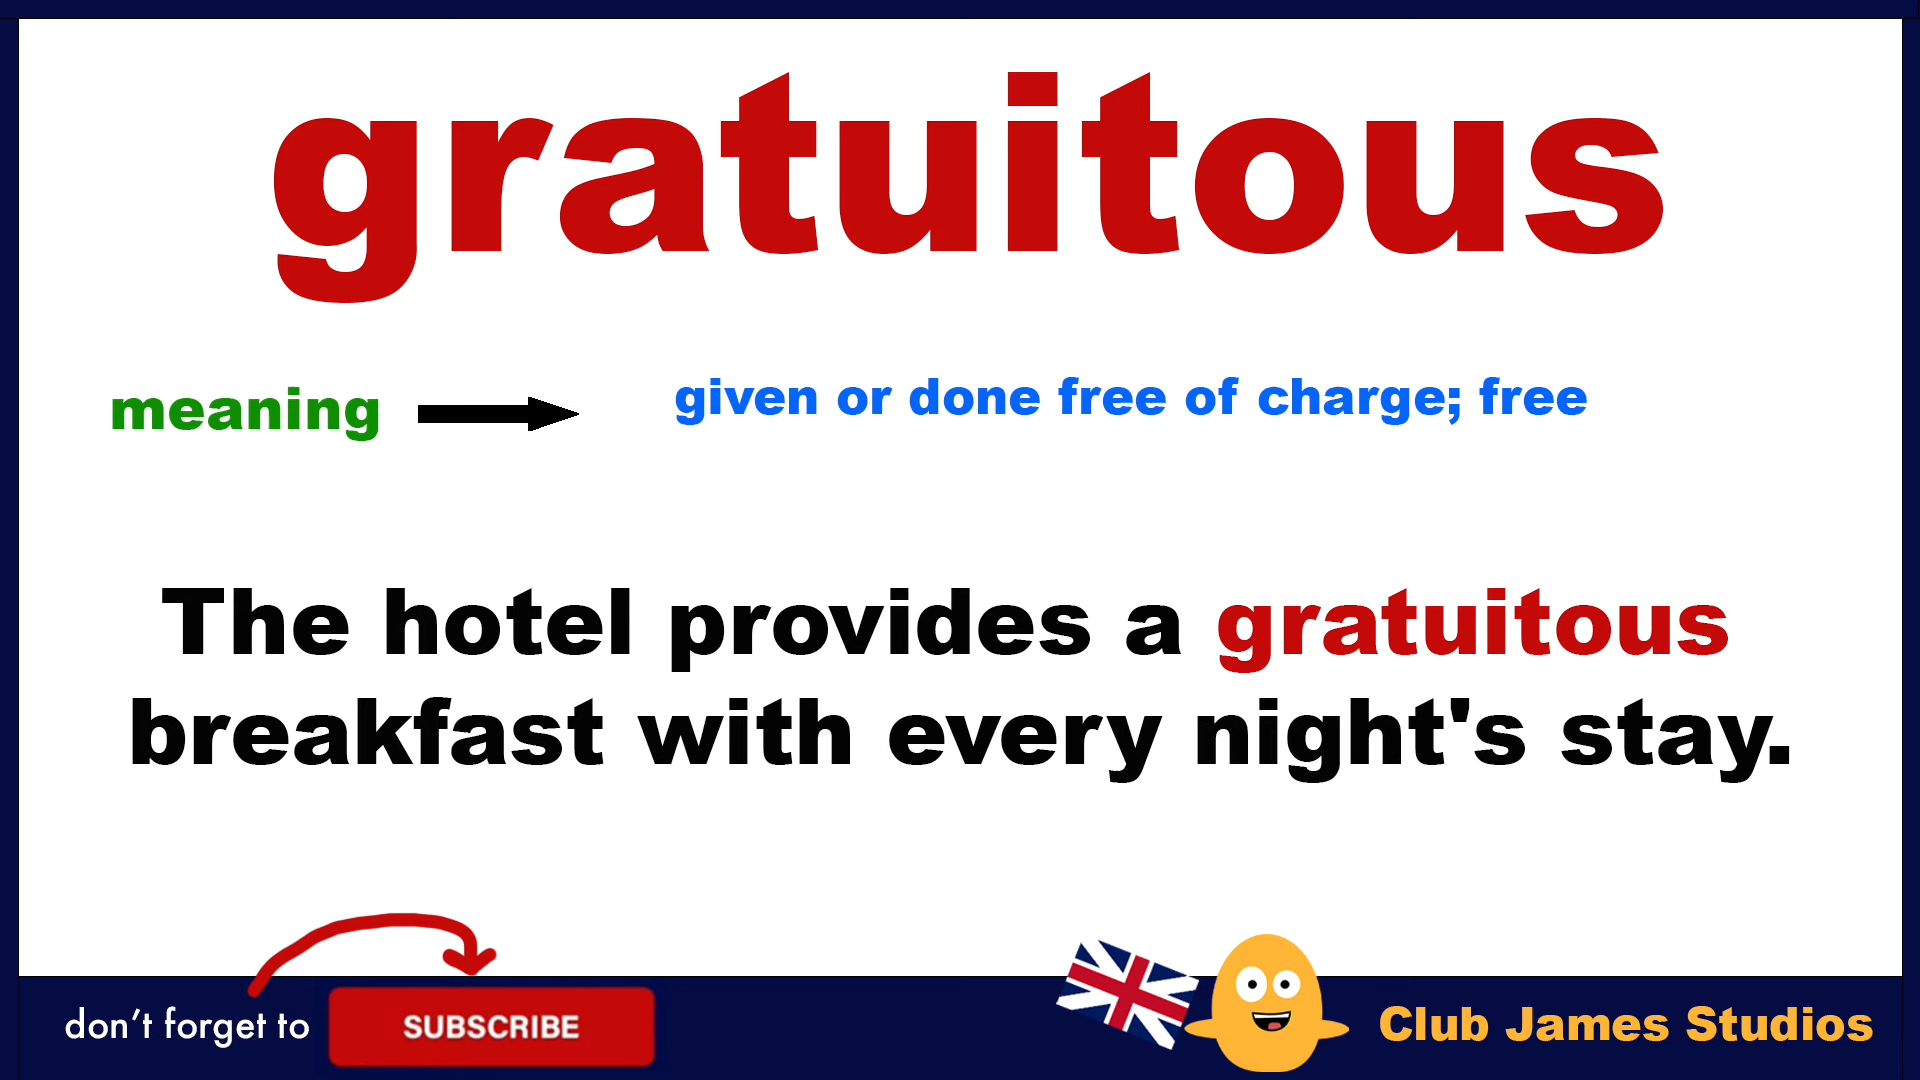 gratuitous
meaning
given or done free of charge; free
The hotel provides a gratuitous
breakfast with every night's stay.
don't forget to
SUBSCRIBE
Club James Studios